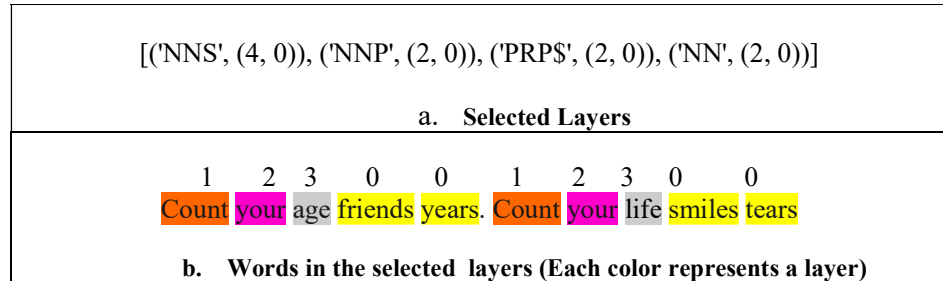 [('NNS', (4, 0)), ('NNP', (2, 0)), ('PRP$', (2, 0)), ('NN', (2, 0))]
a. Selected Layers
1 2 3 0 0 1 2 3 0 0
Count your age friends years. Count your life smiles tears
b. Words in the selected layers (Each color represents a layer)